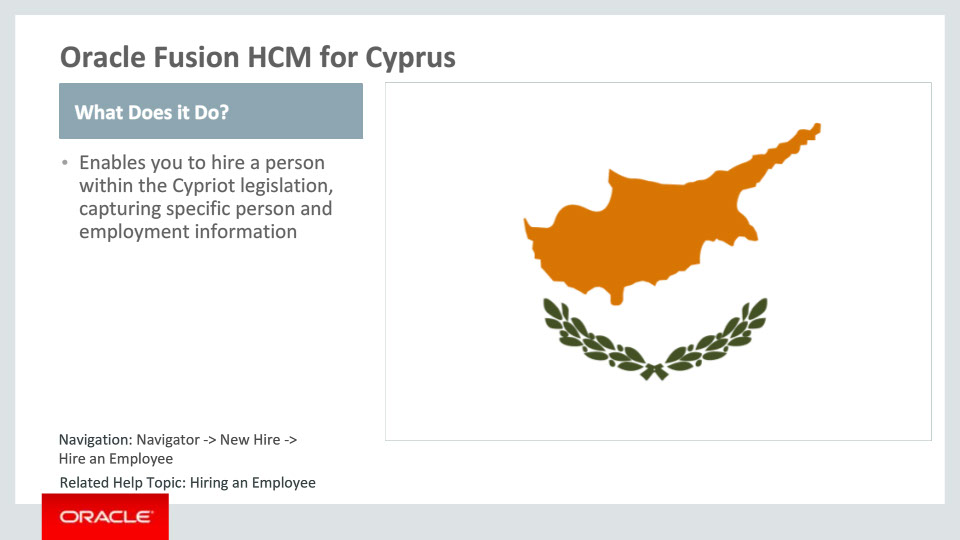 Oracle Fusion HCM for Cyprus
What Does it Do?
• Enables you to hire a person
within the Cypriot legislation,
capturing specific person and
employment information
Navigation: Navigator -> New Hire ->
Hire an Employee
Related Help Topic: Hiring an Employee
ORACLE